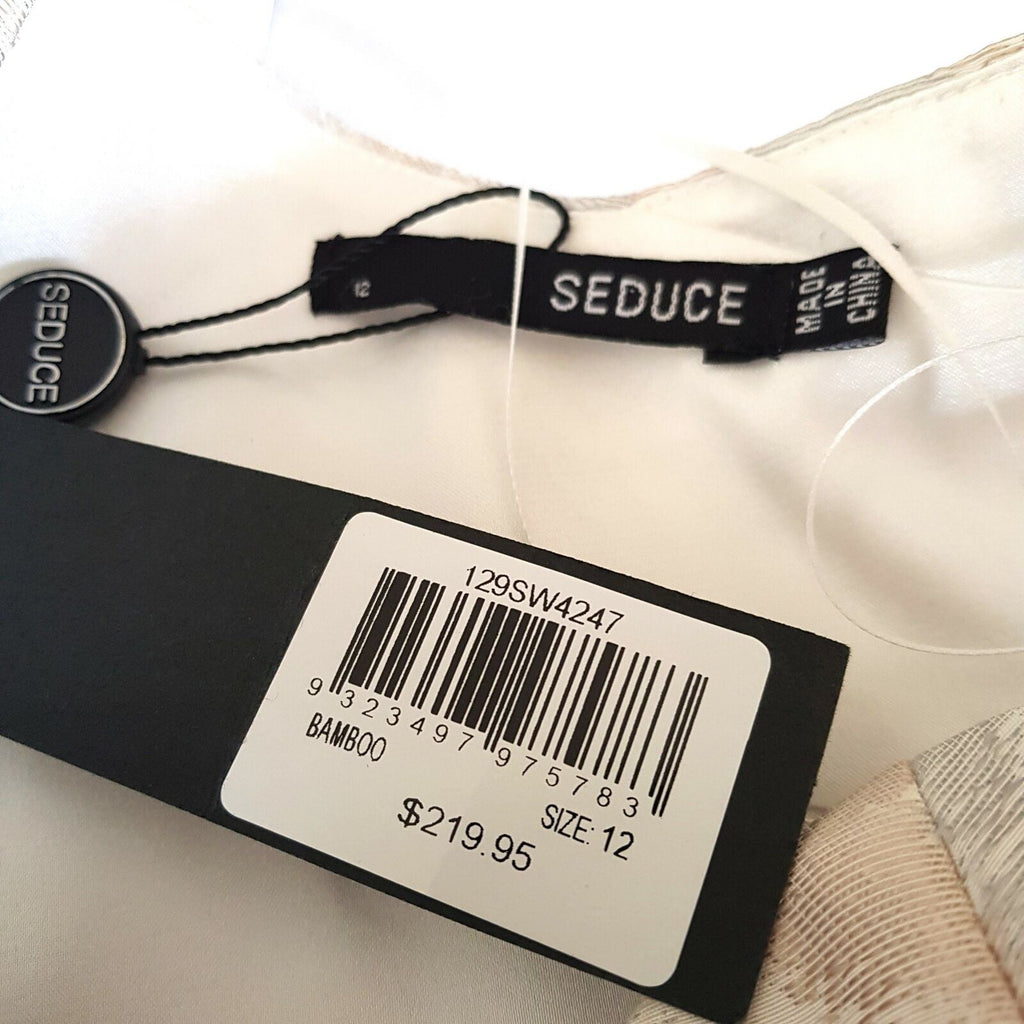 12
SEDUCE
MADE
IN
CHINA
SEDUCE
129SW4247
9 323497 975783
BAMBOO
SIZE: 12
$219.95